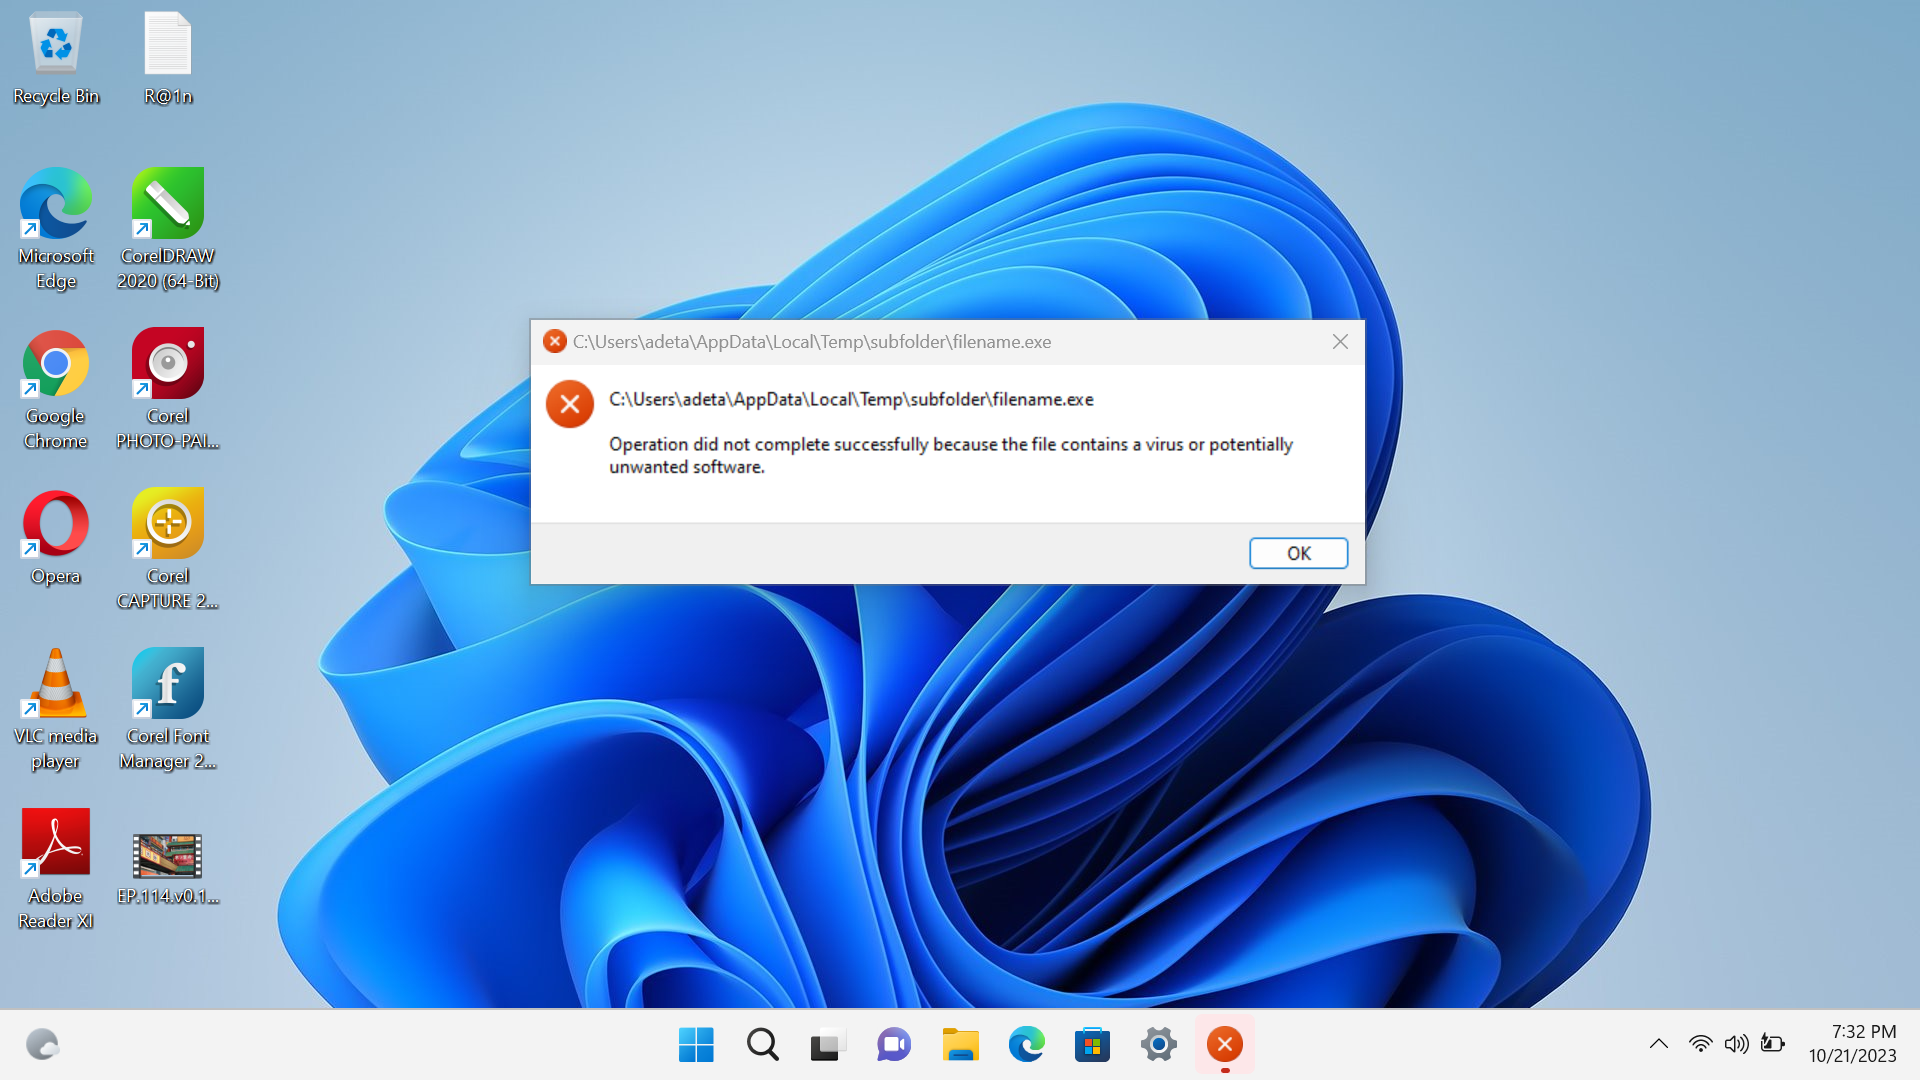 Recycle Bin
R@1n
Microsoft
Edge
CorelDRAW
2020 (64-Bit)
Google
Chrome
Corel
PHOTO-PAI...
Opera
Corel
CAPTURE 2...
VLC media
player
Corel Font
Manager 2...
Adobe
Reader XI
EP.114.v0.1...
C:\Users\adeta\AppData\Local\Temp\subfolder\filename.exe
C:\Users\adeta\AppData\Local\Temp\subfolder\filename.exe
Operation did not complete successfully because the file contains a virus or potentially
unwanted software.
OK
7:32 PM
10/21/2023